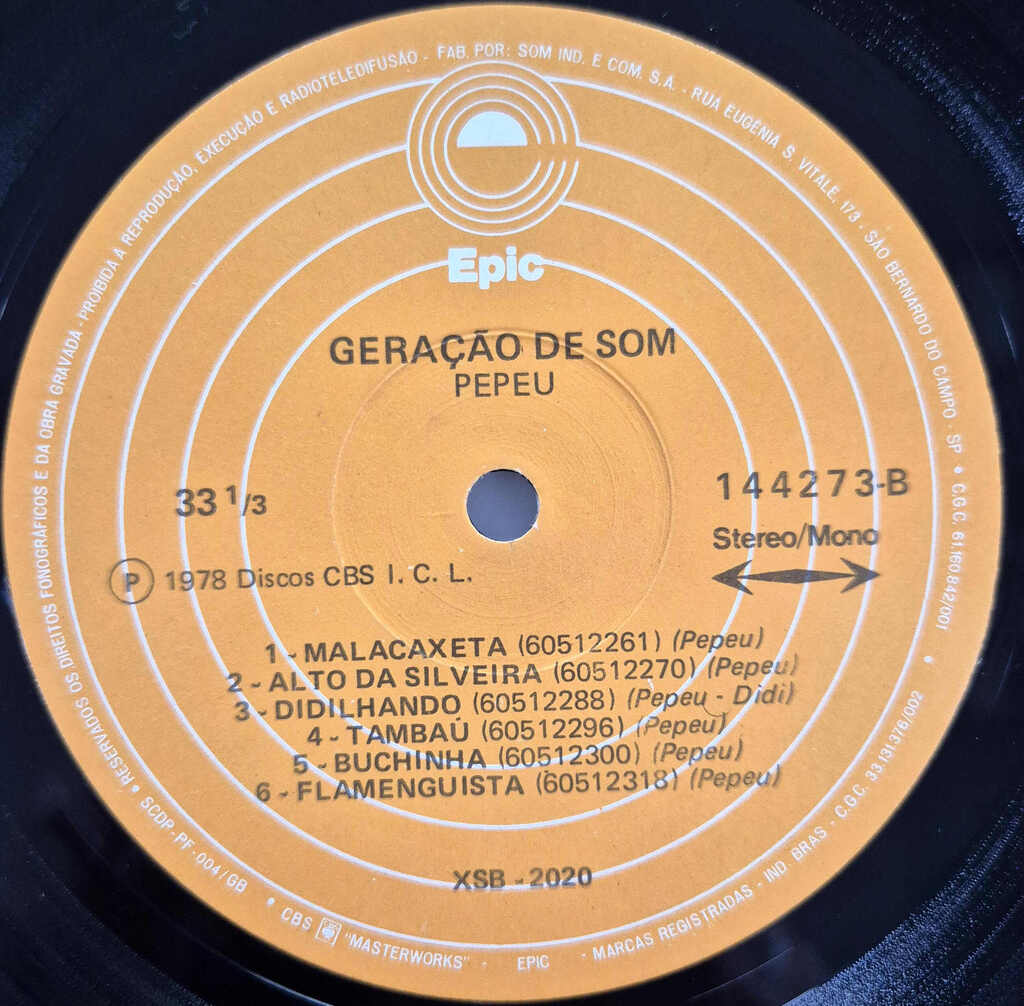 RESERVADOS OS DIREITOS FONOGRÁFICOS E DA OBRA GRAVADA - PROIBIDA A REPRODUÇÃO, EXECUÇÃO E RADIOTELEDIFUSÃO - FAB. POR: SOM IND. E COM. S.A. - RUA EUGÊNIA S. VITALE, 173 - SÃO BERNARDO DO CAMPO - SP • C.G.C. 61.160.842/001
Epic
GERAÇÃO DE SOM
PEPEU
33 1/3
144273-B
Stereo/Mono
P 1978 Discos CBS I. C. L.
1 - MALACAXETA (60512261) (Pepeu)
2 - ALTO DA SILVEIRA (60512270) (Pepeu)
3 - DIDILHANDO (60512288) (Pepeu - Didi)
4 - TAMBAÚ (60512296) (Pepeu)
5 - BUCHINHA (60512300) (Pepeu)
6 - FLAMENGUISTA (60512318) (Pepeu)
XSB - 2020
• SCDP-PF-004/GB • CBS "MASTERWORKS" - EPIC - MARCAS REGISTRADAS - IND. BRAS - C.G.C. 33.131.376/002 •